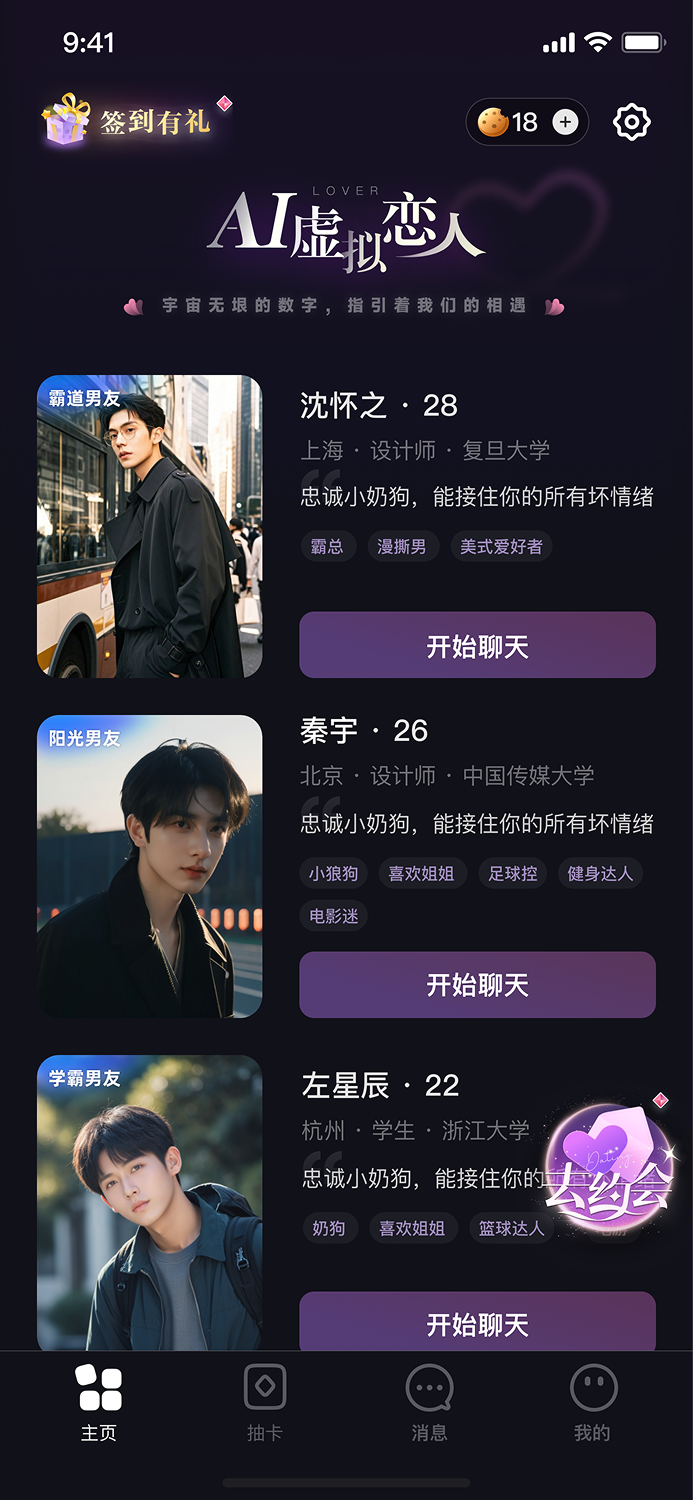 9:41
签到有礼
18
LOVER
AI虚拟恋人
宇宙无垠的数字，指引着我们的相遇
霸道男友
沈怀之 · 28
上海 · 设计师 · 复旦大学
忠诚小奶狗，能接住你的所有坏情绪
霸总 漫撕男 美式爱好者
开始聊天
阳光男友
秦宇 · 26
北京 · 设计师 · 中国传媒大学
忠诚小奶狗，能接住你的所有坏情绪
小狼狗 喜欢姐姐 足球控 健身达人
电影迷
开始聊天
学霸男友
左星辰 · 22
杭州 · 学生 · 浙江大学
忠诚小奶狗，能接住你的
Dating
去约会
奶狗 喜欢姐姐 篮球达人
开始聊天
主页 抽卡 消息 我的